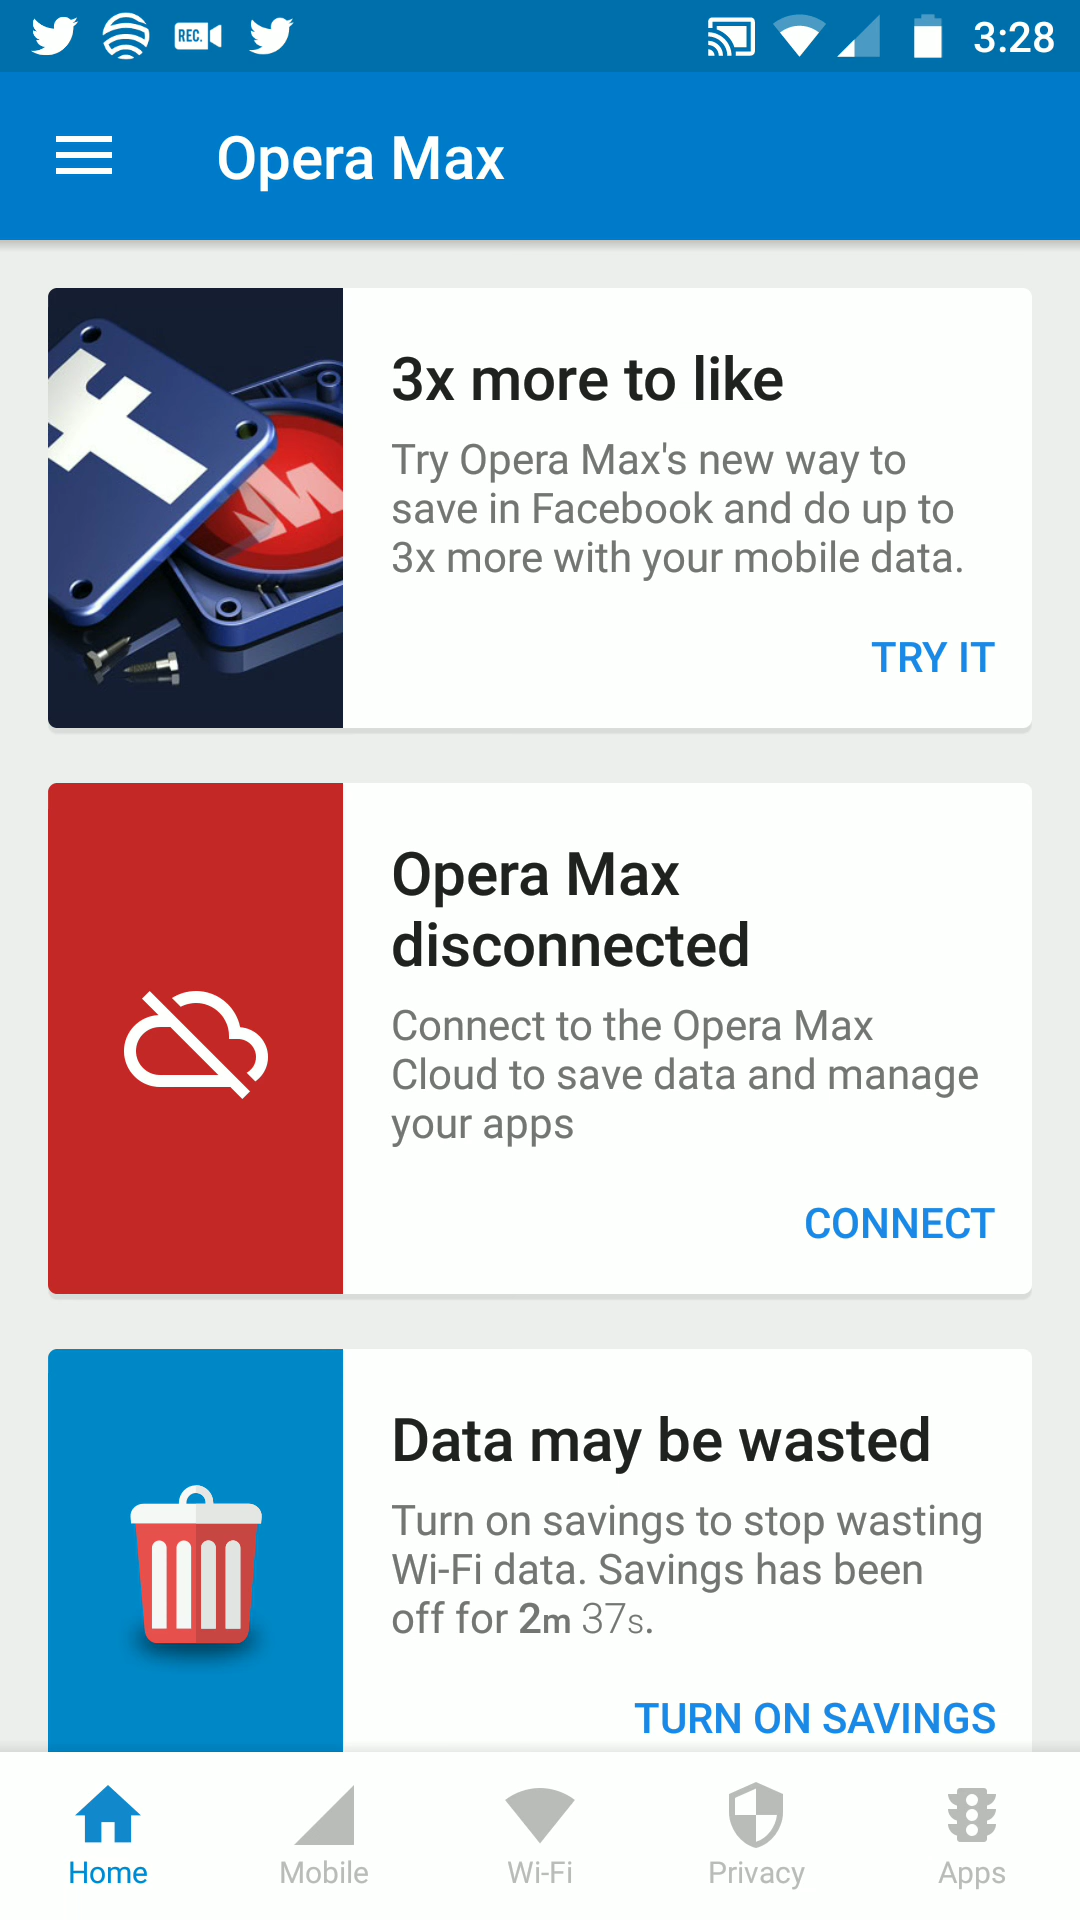 REC.
3:28
Opera Max
3x more to like
Try Opera Max's new way to
save in Facebook and do up to
3x more with your mobile data.
TRY IT
Opera Max
disconnected
Connect to the Opera Max
Cloud to save data and manage
your apps
CONNECT
Data may be wasted
Turn on savings to stop wasting
Wi-Fi data. Savings has been
off for 2m 37s.
TURN ON SAVINGS
Home
Mobile
Wi-Fi
Privacy
Apps